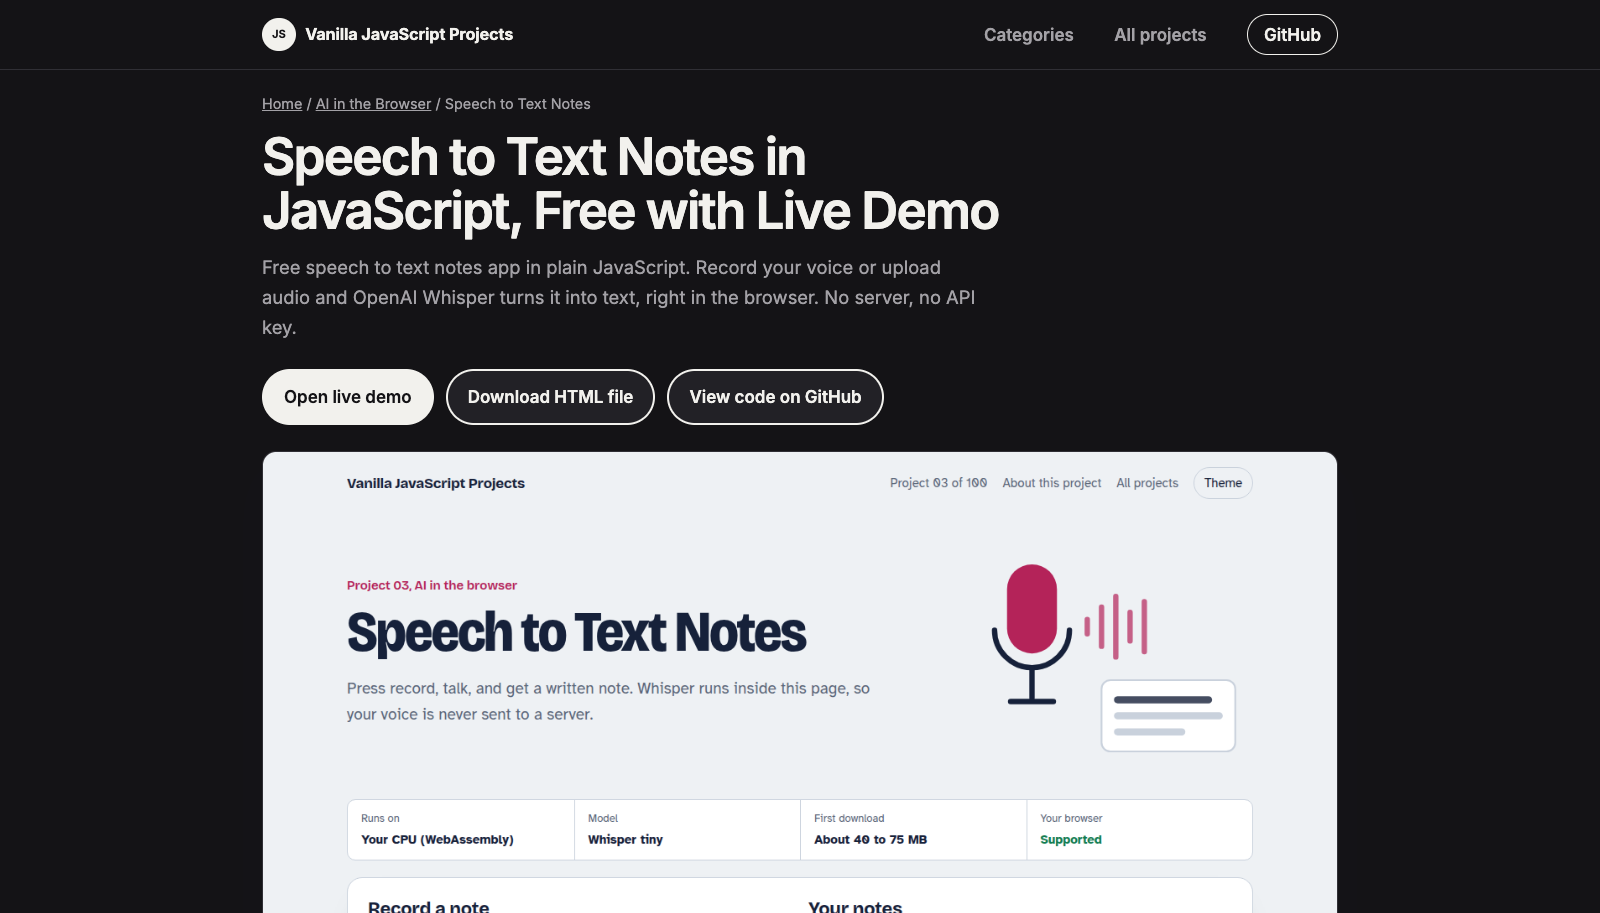 JS Vanilla JavaScript Projects
Categories All projects GitHub
Home / AI in the Browser / Speech to Text Notes
Speech to Text Notes in
JavaScript, Free with Live Demo
Free speech to text notes app in plain JavaScript. Record your voice or upload
audio and OpenAI Whisper turns it into text, right in the browser. No server, no API
key.
Open live demo Download HTML file View code on GitHub
Vanilla JavaScript Projects
Project 03 of 100 About this project All projects Theme
Project 03, AI in the browser
Speech to Text Notes
Press record, talk, and get a written note. Whisper runs inside this page, so
your voice is never sent to a server.
Runs on
Your CPU (WebAssembly)
Model
Whisper tiny
First download
About 40 to 75 MB
Your browser
Supported
Record a note
Your notes